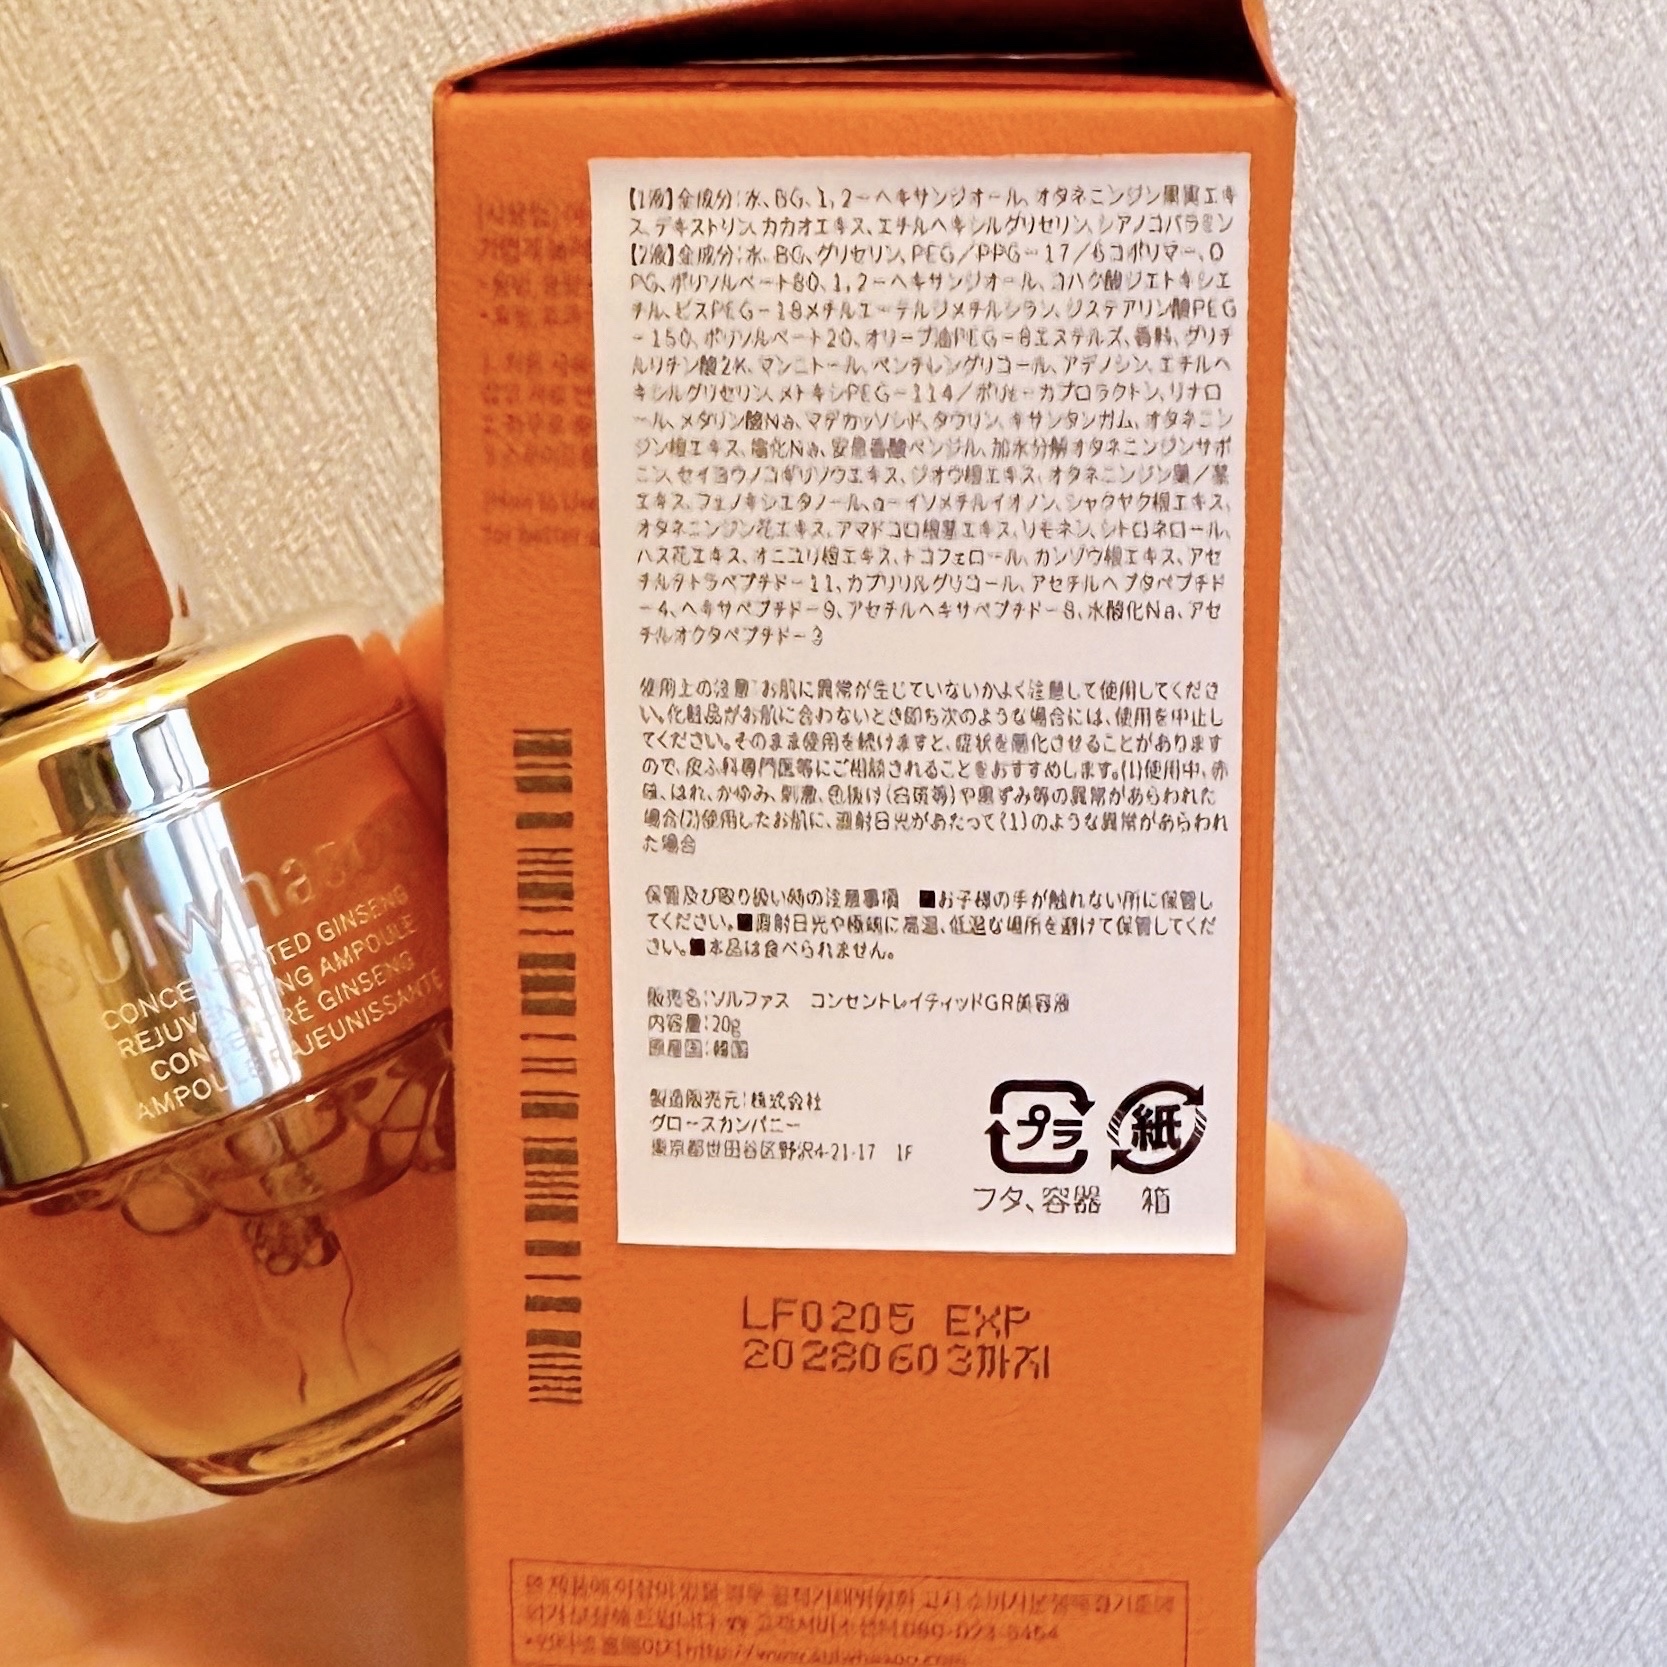 sulwhasoo
CONCENTRATED GINSENG
REJUVENATING AMPOULE
CONCENTRÉ GINSENG
AMPOULE RAJEUNISSANTE
【1液】全成分:水、BG、1,2-ヘキサンジオール、オタネニンジン果実エキ
ス、デキストリン、カカオエキス、エチルヘキシルグリセリン、シアノコバラミン
【2液】全成分:水、BG、グリセリン、PEG/PPG-17/6コポリマー、D
PG、ポリソルベート80、1,2-ヘキサンジオール、コハク酸ジエトキシエ
チル、ビスPEG-18メチルエーテルジメチルシラン、ジステアリン酸PEG
-150、ポリソルベート20、オリーブ油PEG-8エステルズ、香料、グリチ
ルリチン酸2K、マンニトール、ペンチレングリコール、アデノシン、エチルヘ
キシルグリセリン、メトキシPEG-114/ポリε-カプロラクトン、リナロ
ール、メタリン酸Na、マデカッソシド、タウリン、キサンタンガム、オタネニン
ジン根エキス、塩化Na、安息香酸ベンジル、加水分解オタネニンジンサポ
ニン、セイヨウノコギリソウエキス、ジオウ根エキス、オタネニンジン葉/茎
エキス、フェノキシエタノール、α-イソメチルイオノン、シャクヤク根エキス、
オタネニンジン花エキス、アマドコロ根茎エキス、リモネン、シトロネロール、
ハス花エキス、オニユリ根エキス、トコフェロール、カンゾウ根エキス、アセ
チルテトラペプチド-11、カプリリルグリコール、アセチルヘプタペプチド
-4、ヘキサペプチド-9、アセチルヘキサペプチド-8、水酸化Na、アセ
チルオクタペプチド-3
使用上の注意:お肌に異常が生じていないかよく注意して使用してくださ
い。化粧品がお肌に合わないとき即ち次のような場合には、使用を中止し
てください。そのまま使用を続けますと、症状を悪化させることがあります
ので、皮ふ科専門医等にご相談されることをおすすめします。(1)使用中、赤
味、はれ、かゆみ、刺激、色抜け(白斑等)や黒ずみ等の異常があらわれた
場合(2)使用したお肌に、直射日光があたって(1)のような異常があらわれ
た場合
保管及び取り扱い時の注意事項 ■お子様の手が触れない所に保管し
てください。■直射日光や極端に高温、低温な場所を避けて保管してくだ
さい。■本品は食べられません。
販売名:ソルファス コンセントレイティッドGR美容液
内容量:20g
原産国:韓国
製造販売元:株式会社
グロースカンパニー
東京都世田谷区野沢4-21-17 1F
プラ
紙
フタ、容器 箱
LF0205 EXP
20280603까지